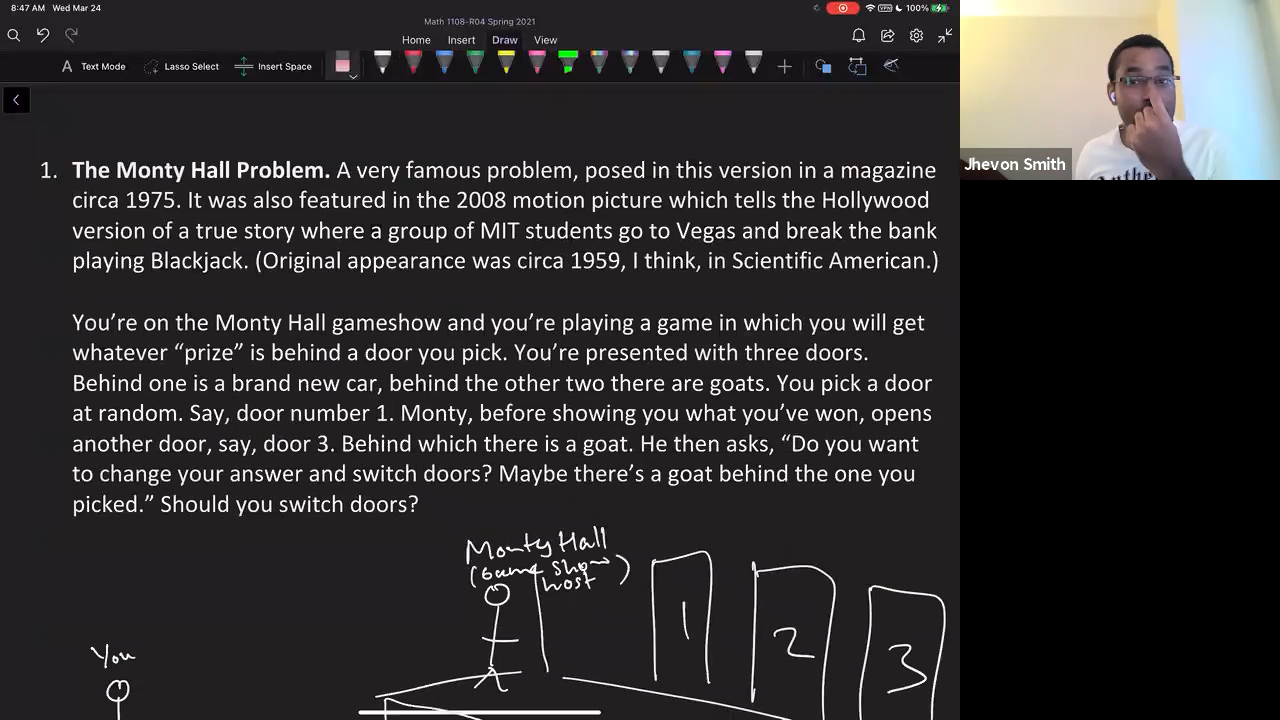 8:47 AM Wed Mar 24
VPN 100%
Math 1108-R04 Spring 2021
Home Insert Draw View
Text Mode Lasso Select Insert Space
1. The Monty Hall Problem. A very famous problem, posed in this version in a magazine
circa 1975. It was also featured in the 2008 motion picture which tells the Hollywood
version of a true story where a group of MIT students go to Vegas and break the bank
playing Blackjack. (Original appearance was circa 1959, I think, in Scientific American.)
You're on the Monty Hall gameshow and you're playing a game in which you will get
whatever “prize” is behind a door you pick. You're presented with three doors.
Behind one is a brand new car, behind the other two there are goats. You pick a door
at random. Say, door number 1. Monty, before showing you what you've won, opens
another door, say, door 3. Behind which there is a goat. He then asks, “Do you want
to change your answer and switch doors? Maybe there's a goat behind the one you
picked.” Should you switch doors?
Monty Hall
(Game show
host)
1 2 3
You
Jhevon Smith